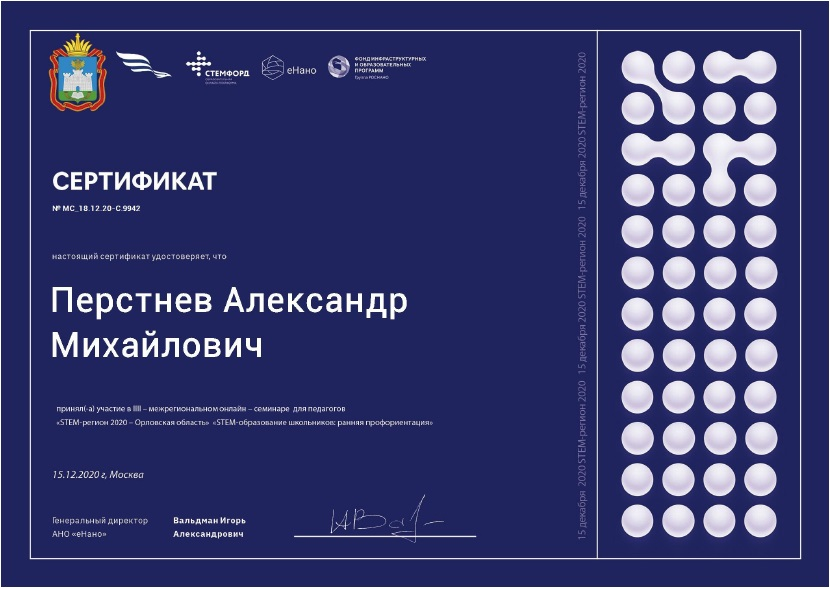 СТЕМФОРД
еНано
ФОНД ИНФРАСТРУКТУРНЫХ
И ОБРАЗОВАТЕЛЬНЫХ
ПРОГРАММ
Группа РОСНАНО
СЕРТИФИКАТ
№ МС_18.12.20-С.9942
настоящий сертификат удостоверяет, что
Перстнев Александр
Михайлович
принял(-а) участие в IIII – межрегиональном онлайн – семинаре для педагогов
«STEM-регион 2020 – Орловская область» «STEM-образование школьников: ранняя профориентация»
15.12.2020 г, Москва
Генеральный директор
АНО «еНано»
Вальдман Игорь
Александрович
15 декабря 2020 STEM-регион 2020 15 декабря 2020 STEM-регион 2020 15 декабря 2020 STEM-регион 2020